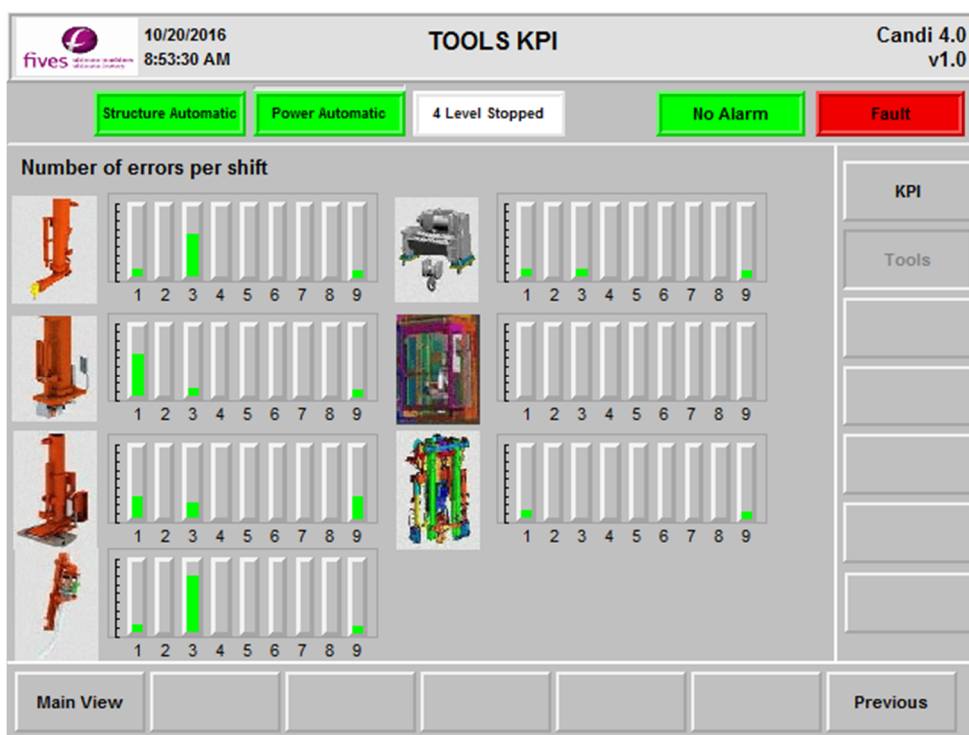 fives
10/20/2016
8:53:30 AM
TOOLS KPI
Candi 4.0
v1.0
Structure Automatic
Power Automatic
4 Level Stopped
No Alarm
Fault
Number of errors per shift
1 2 3 4 5 6 7 8 9
1 2 3 4 5 6 7 8 9
1 2 3 4 5 6 7 8 9
1 2 3 4 5 6 7 8 9
1 2 3 4 5 6 7 8 9
1 2 3 4 5 6 7 8 9
1 2 3 4 5 6 7 8 9
KPI
Tools
Main View
Previous